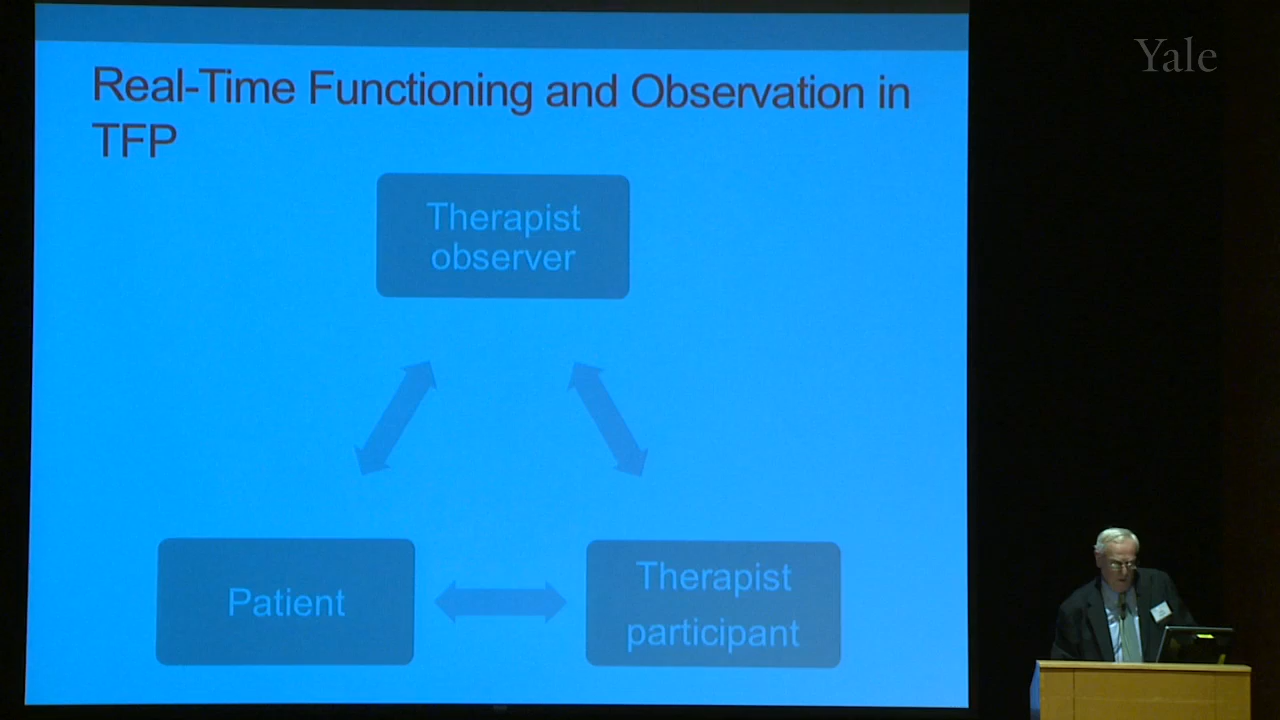 Yale
Real-Time Functioning and Observation in
TFP
Therapist
observer
Patient
Therapist
participant